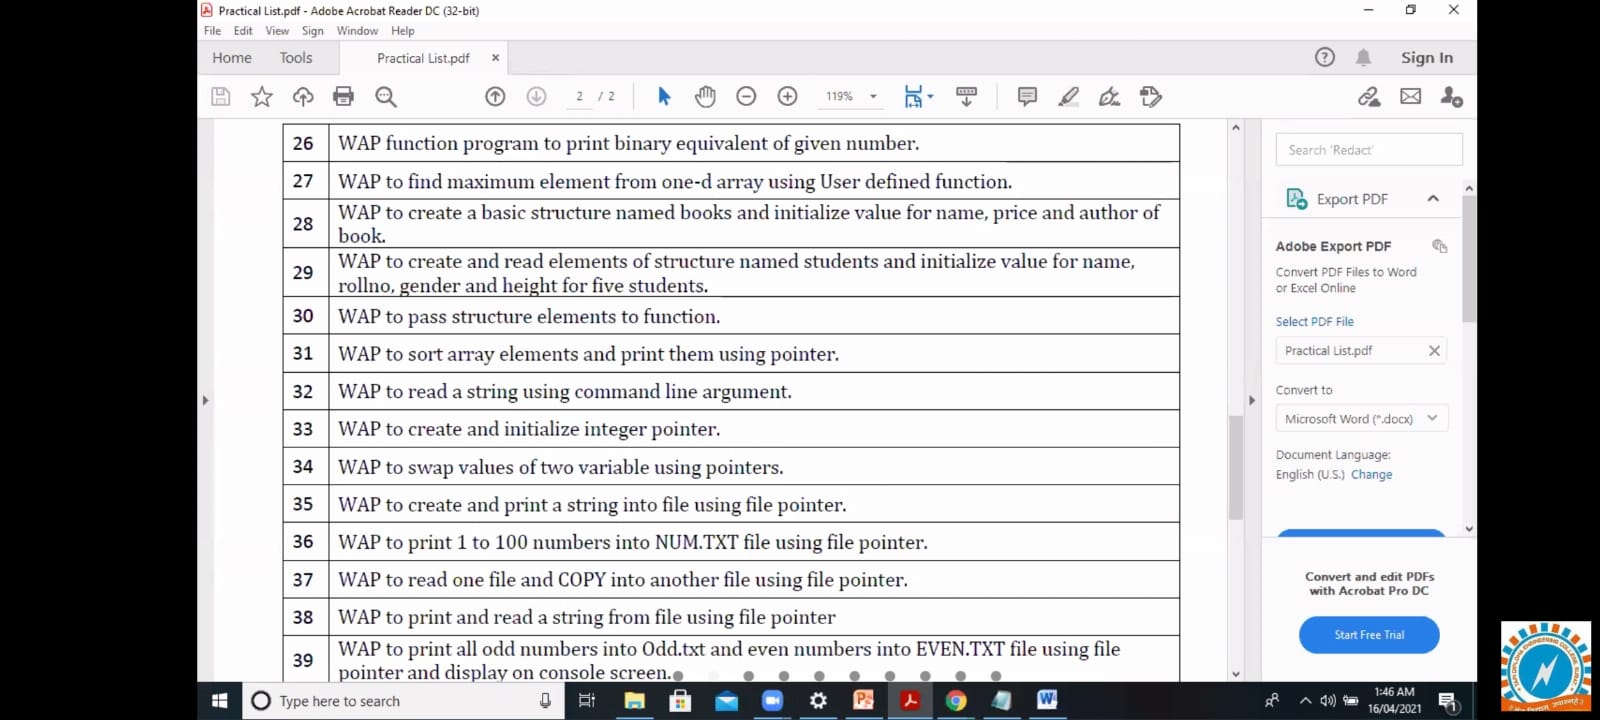 Practical List.pdf - Adobe Acrobat Reader DC (32-bit)
File Edit View Sign Window Help
Home Tools Practical List.pdf × Sign In
2 / 2 119%
26 WAP function program to print binary equivalent of given number.
27 WAP to find maximum element from one-d array using User defined function.
28 WAP to create a basic structure named books and initialize value for name, price and author of
book.
29 WAP to create and read elements of structure named students and initialize value for name,
rollno, gender and height for five students.
30 WAP to pass structure elements to function.
31 WAP to sort array elements and print them using pointer.
32 WAP to read a string using command line argument.
33 WAP to create and initialize integer pointer.
34 WAP to swap values of two variable using pointers.
35 WAP to create and print a string into file using file pointer.
36 WAP to print 1 to 100 numbers into NUM.TXT file using file pointer.
37 WAP to read one file and COPY into another file using file pointer.
38 WAP to print and read a string from file using file pointer
39 WAP to print all odd numbers into Odd.txt and even numbers into EVEN.TXT file using file
pointer and display on console screen.
Search 'Redact'
Export PDF
Adobe Export PDF
Convert PDF Files to Word
or Excel Online
Select PDF File
Practical List.pdf
Convert to
Microsoft Word (*.docx)
Document Language:
English (U.S.) Change
Convert and edit PDFs
with Acrobat Pro DC
Start Free Trial
Type here to search
1:46 AM
16/04/2021
1